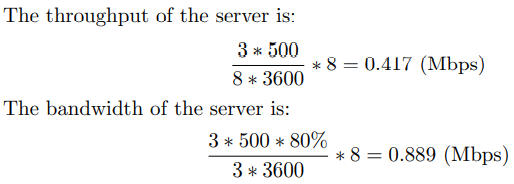 The throughput of the server is:
3 * 500
8 * 3600
* 8 = 0.417 (Mbps)
The bandwidth of the server is:
3 * 500 * 80%
3 * 3600
* 8 = 0.889 (Mbps)